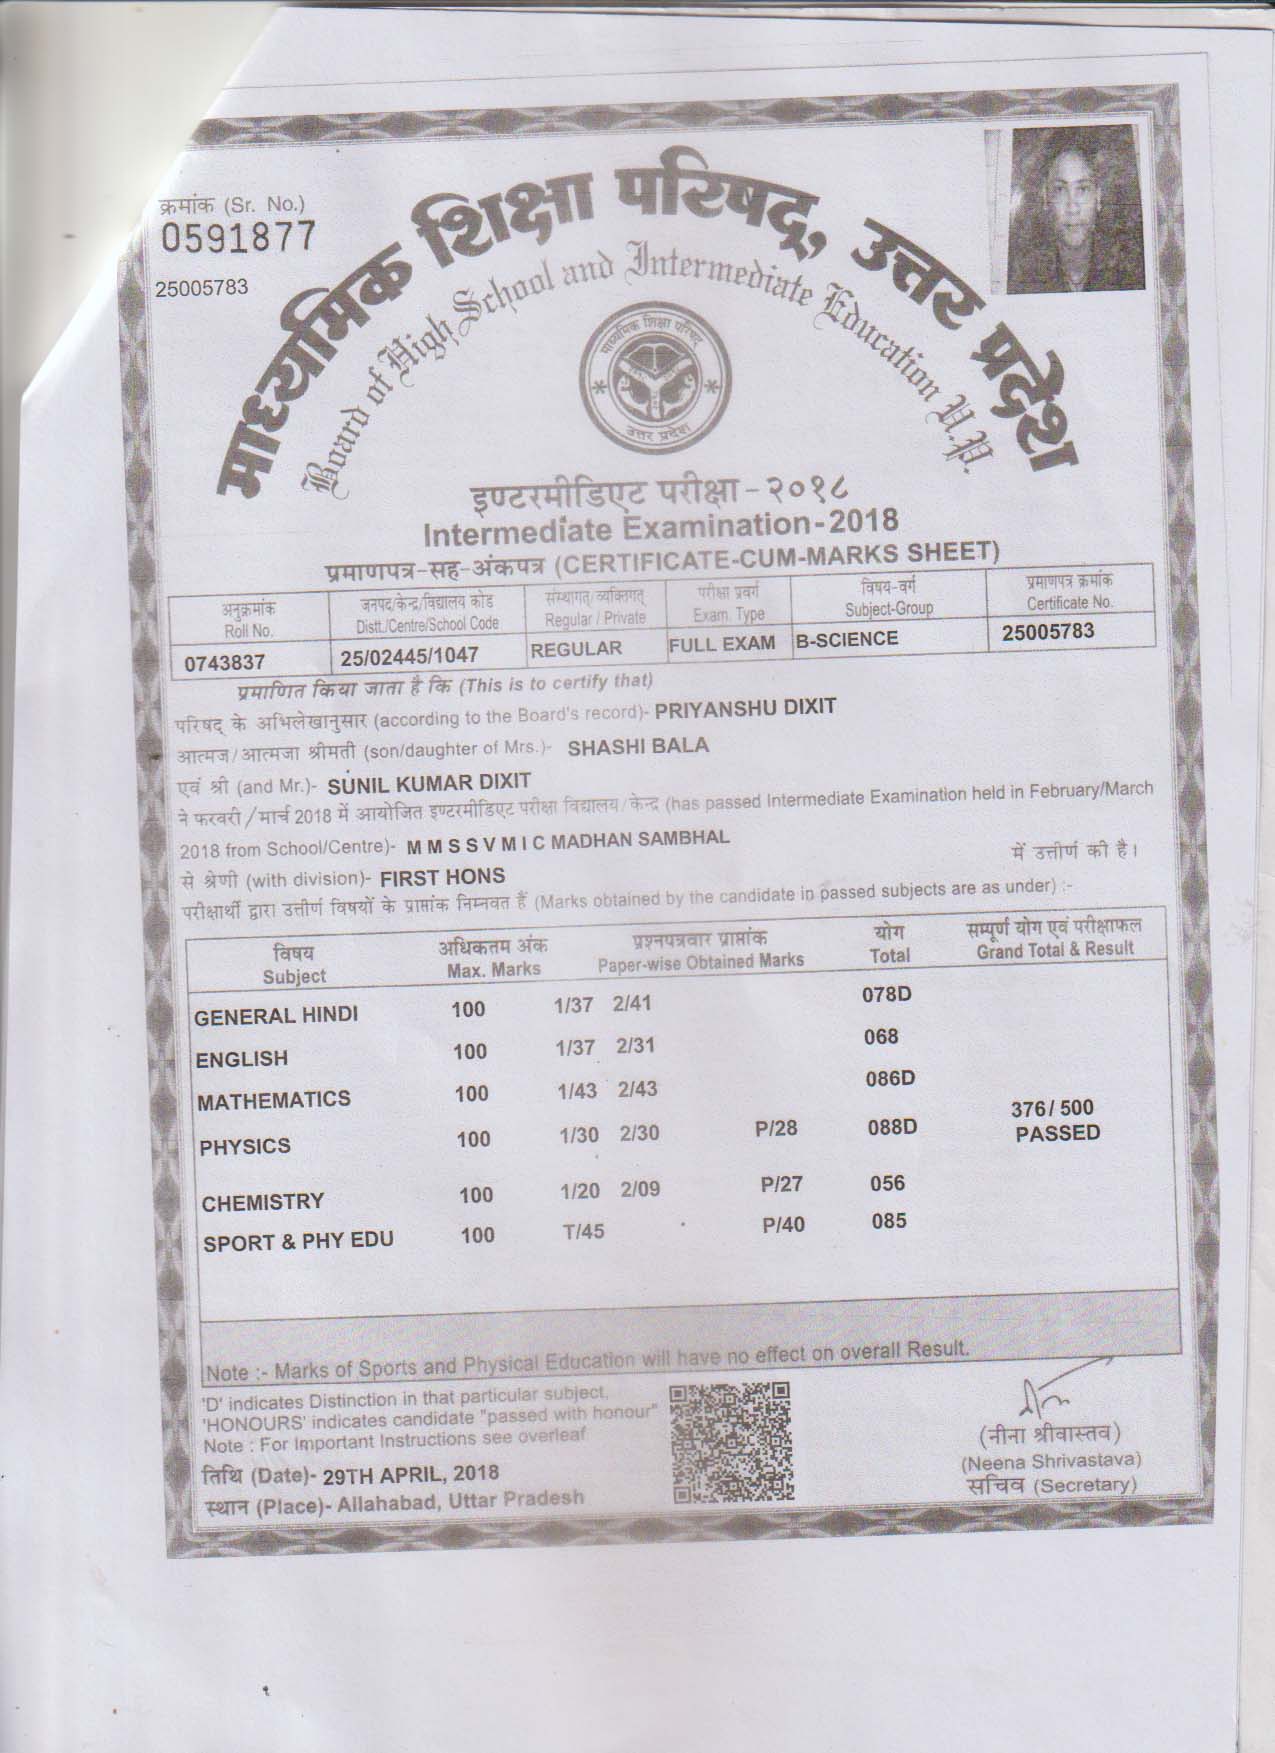 क्रमांक (Sr. No.)
0591877
25005783
माध्यमिक शिक्षा परिषद्, उत्तर प्रदेश
Board of High School and Intermediate Education U.P.
माध्यमिक शिक्षा परिषद्
उत्तर प्रदेश
इण्टरमीडिएट परीक्षा - २०१८
Intermediate Examination - 2018
प्रमाणपत्र-सह-अंकपत्र (CERTIFICATE-CUM-MARKS SHEET)
अनुक्रमांक जनपद/केन्द्र/विद्यालय कोड संस्थागत्/व्यक्तिगत् परीक्षा प्रवर्ग विषय-वर्ग प्रमाणपत्र क्रमांक
Roll No. Distt./Centre/School Code Regular / Private Exam. Type Subject-Group Certificate No.
0743837 25/02445/1047 REGULAR FULL EXAM B-SCIENCE 25005783
प्रमाणित किया जाता है कि (This is to certify that)
परिषद् के अभिलेखानुसार (according to the Board's record)- PRIYANSHU DIXIT
आत्मज/आत्मजा श्रीमती (son/daughter of Mrs.)- SHASHI BALA
एवं श्री (and Mr.)- SUNIL KUMAR DIXIT
ने फरवरी/मार्च 2018 में आयोजित इण्टरमीडिएट परीक्षा विद्यालय/केन्द्र (has passed Intermediate Examination held in February/March
2018 from School/Centre)- M M S S V M I C MADHAN SAMBHAL
में उत्तीर्ण की है।
से श्रेणी (with division)- FIRST HONS
परीक्षार्थी द्वारा उत्तीर्ण विषयों के प्राप्तांक निम्नवत हैं (Marks obtained by the candidate in passed subjects are as under) :-
विषय अधिकतम अंक प्रश्नपत्रवार प्राप्तांक योग सम्पूर्ण योग एवं परीक्षाफल
Subject Max. Marks Paper-wise Obtained Marks Total Grand Total & Result
GENERAL HINDI 100 1/37 2/41 078D
ENGLISH 100 1/37 2/31 068
MATHEMATICS 100 1/43 2/43 086D
376/ 500
PHYSICS 100 1/30 2/30 P/28 088D PASSED
CHEMISTRY 100 1/20 2/09 P/27 056
SPORT & PHY EDU 100 T/45 P/40 085
Note :- Marks of Sports and Physical Education will have no effect on overall Result.
'D' indicates Distinction in that particular subject.
'HONOURS' indicates candidate "passed with honour"
Note : For Important Instructions see overleaf
(नीना श्रीवास्तव)
(Neena Shrivastava)
सचिव (Secretary)
तिथि (Date)- 29TH APRIL, 2018
स्थान (Place)- Allahabad, Uttar Pradesh